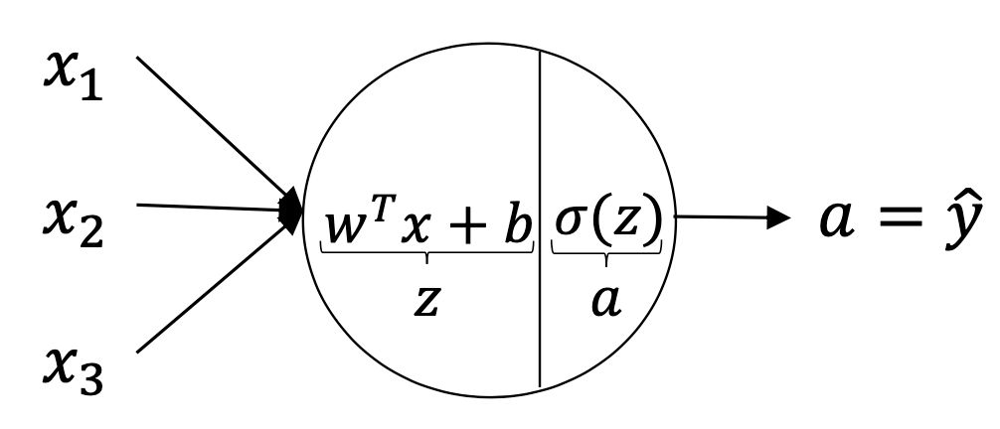 x₁
x₂
x₃
wᵀx + b
z
σ(z)
a
a = ŷ